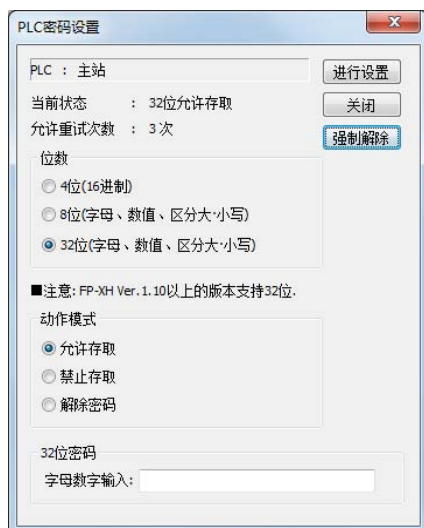 PLC密码设置
PLC : 主站
进行设置
当前状态 : 32位允许存取
关闭
允许重试次数 : 3 次
强制解除
位数
4位(16进制)
8位(字母、数值、区分大·小写)
32位(字母、数值、区分大·小写)
■注意: FP-XH Ver.1.10以上的版本支持32位.
动作模式
允许存取
禁止存取
解除密码
32位密码
字母数字输入: